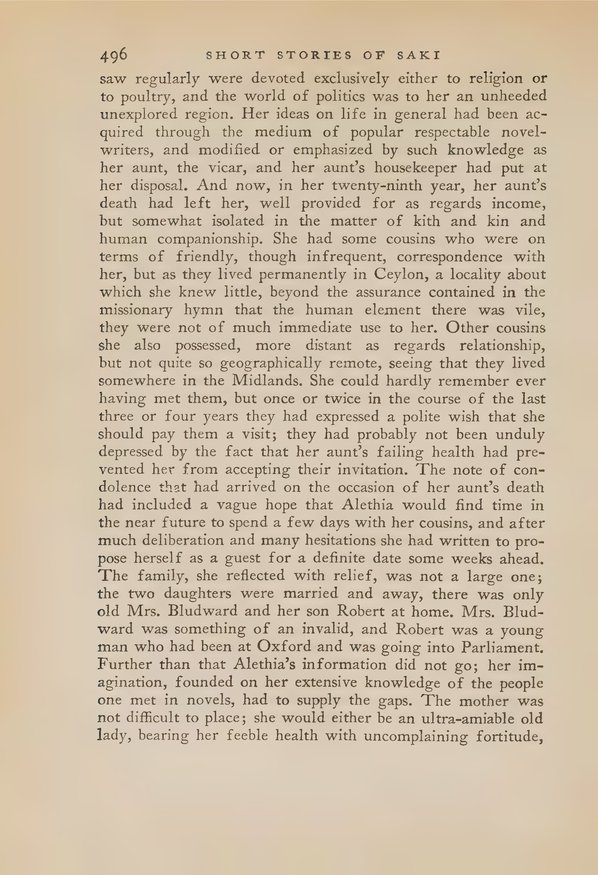 496 SHORT STORIES OF SAKI
saw regularly were devoted exclusively either to religion or
to poultry, and the world of politics was to her an unheeded
unexplored region. Her ideas on life in general had been ac-
quired through the medium of popular respectable novel-
writers, and modified or emphasized by such knowledge as
her aunt, the vicar, and her aunt's housekeeper had put at
her disposal. And now, in her twenty-ninth year, her aunt's
death had left her, well provided for as regards income,
but somewhat isolated in the matter of kith and kin and
human companionship. She had some cousins who were on
terms of friendly, though infrequent, correspondence with
her, but as they lived permanently in Ceylon, a locality about
which she knew little, beyond the assurance contained in the
missionary hymn that the human element there was vile,
they were not of much immediate use to her. Other cousins
she also possessed, more distant as regards relationship,
but not quite so geographically remote, seeing that they lived
somewhere in the Midlands. She could hardly remember ever
having met them, but once or twice in the course of the last
three or four years they had expressed a polite wish that she
should pay them a visit; they had probably not been unduly
depressed by the fact that her aunt's failing health had pre-
vented her from accepting their invitation. The note of con-
dolence that had arrived on the occasion of her aunt's death
had included a vague hope that Alethia would find time in
the near future to spend a few days with her cousins, and after
much deliberation and many hesitations she had written to pro-
pose herself as a guest for a definite date some weeks ahead.
The family, she reflected with relief, was not a large one;
the two daughters were married and away, there was only
old Mrs. Bludward and her son Robert at home. Mrs. Blud-
ward was something of an invalid, and Robert was a young
man who had been at Oxford and was going into Parliament.
Further than that Alethia's information did not go; her im-
agination, founded on her extensive knowledge of the people
one met in novels, had to supply the gaps. The mother was
not difficult to place; she would either be an ultra-amiable old
lady, bearing her feeble health with uncomplaining fortitude,